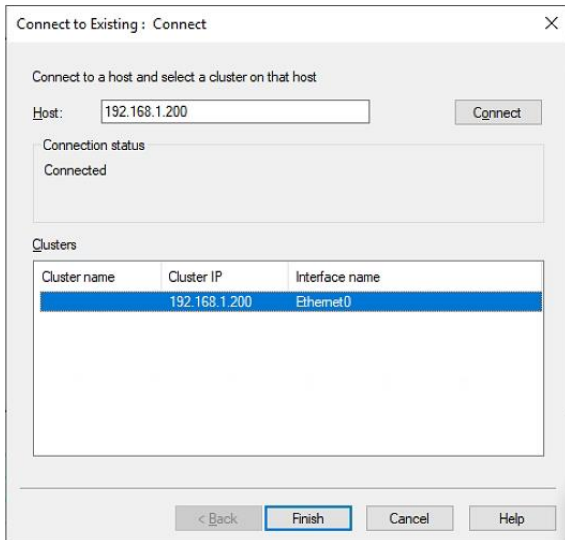 Connect to Existing : Connect
Connect to a host and select a cluster on that host
Host: 192.168.1.200 Connect
Connection status
Connected
Clusters
Cluster name Cluster IP Interface name
192.168.1.200 Ethernet0
< Back Finish Cancel Help